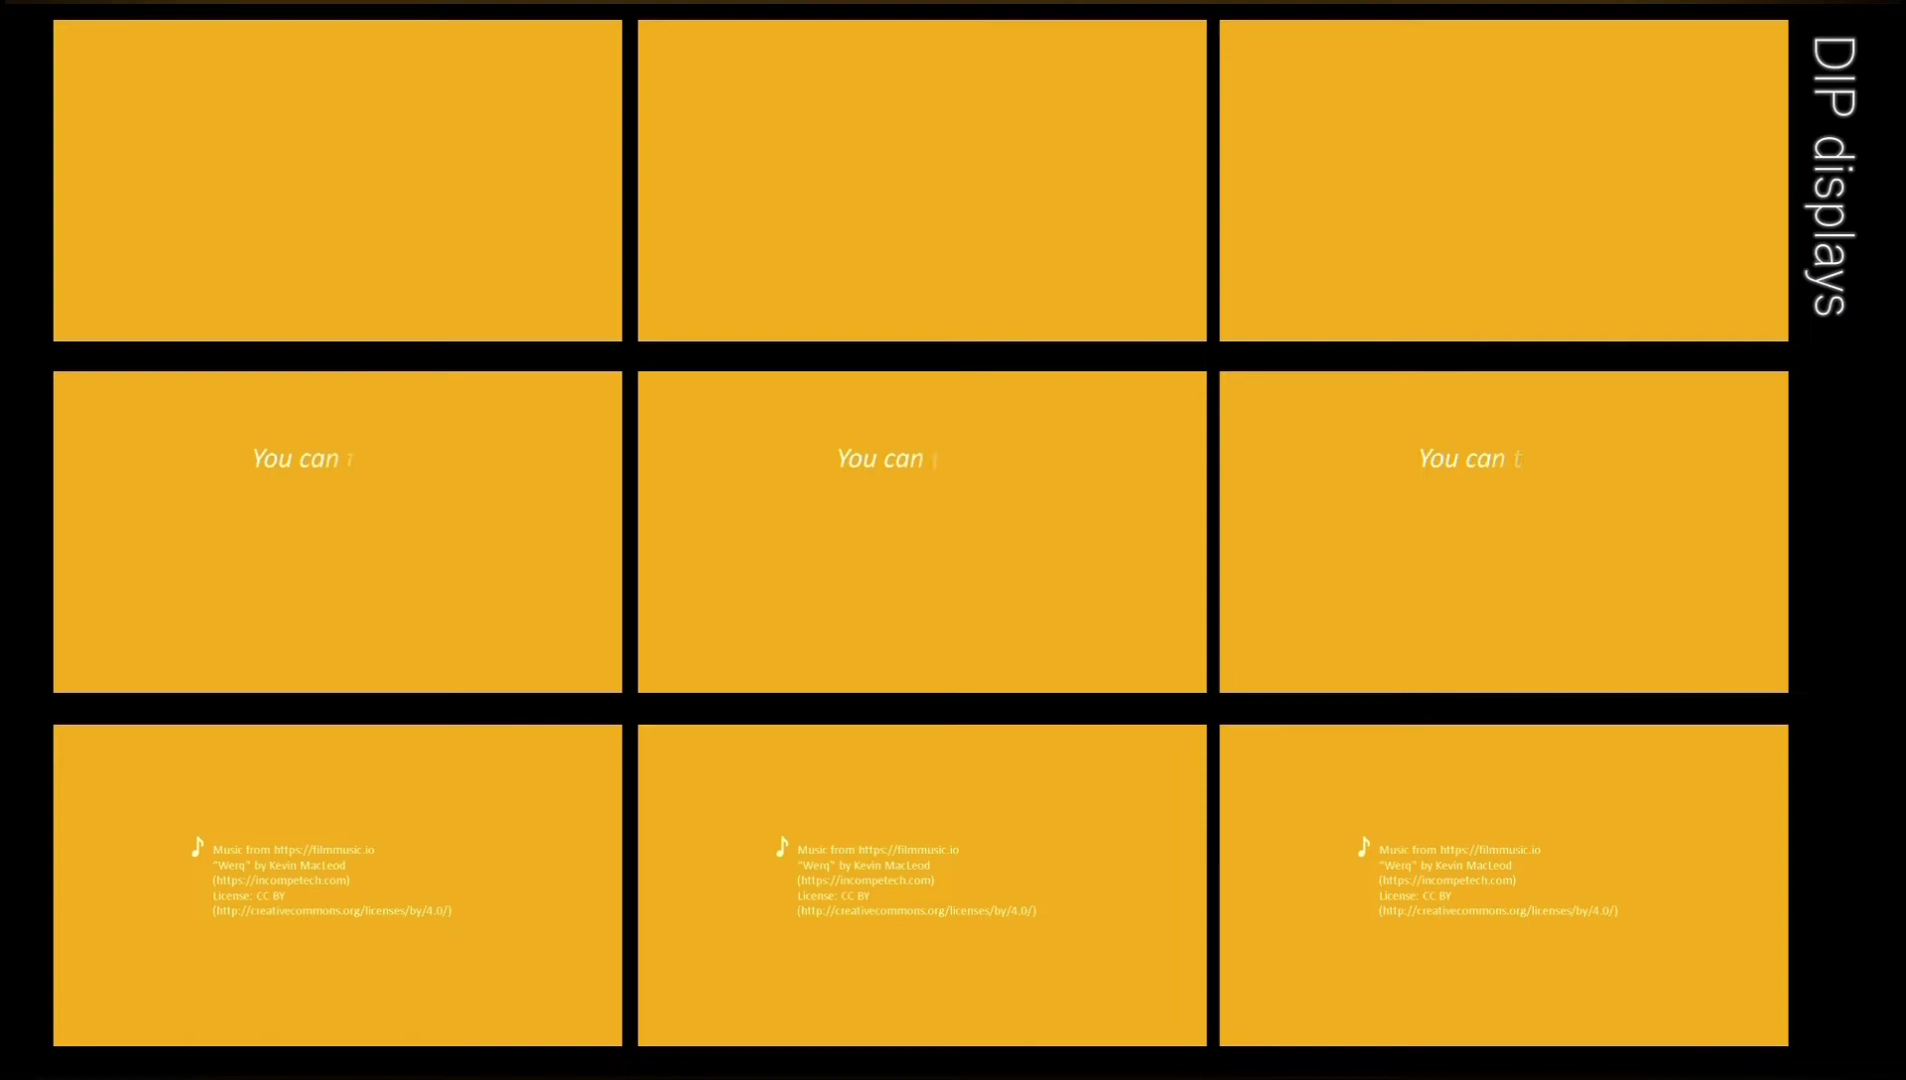 DIP displays
You can t
You can
You can t
Music from https://filmmusic.io
"Werq" by Kevin MacLeod
(https://incompetech.com)
License: CC BY
(http://creativecommons.org/licenses/by/4.0/)
Music from https://filmmusic.io
"Werq" by Kevin MacLeod
(https://incompetech.com)
License: CC BY
(http://creativecommons.org/licenses/by/4.0/)
Music from https://filmmusic.io
"Werq" by Kevin MacLeod
(https://incompetech.com)
License: CC BY
(http://creativecommons.org/licenses/by/4.0/)